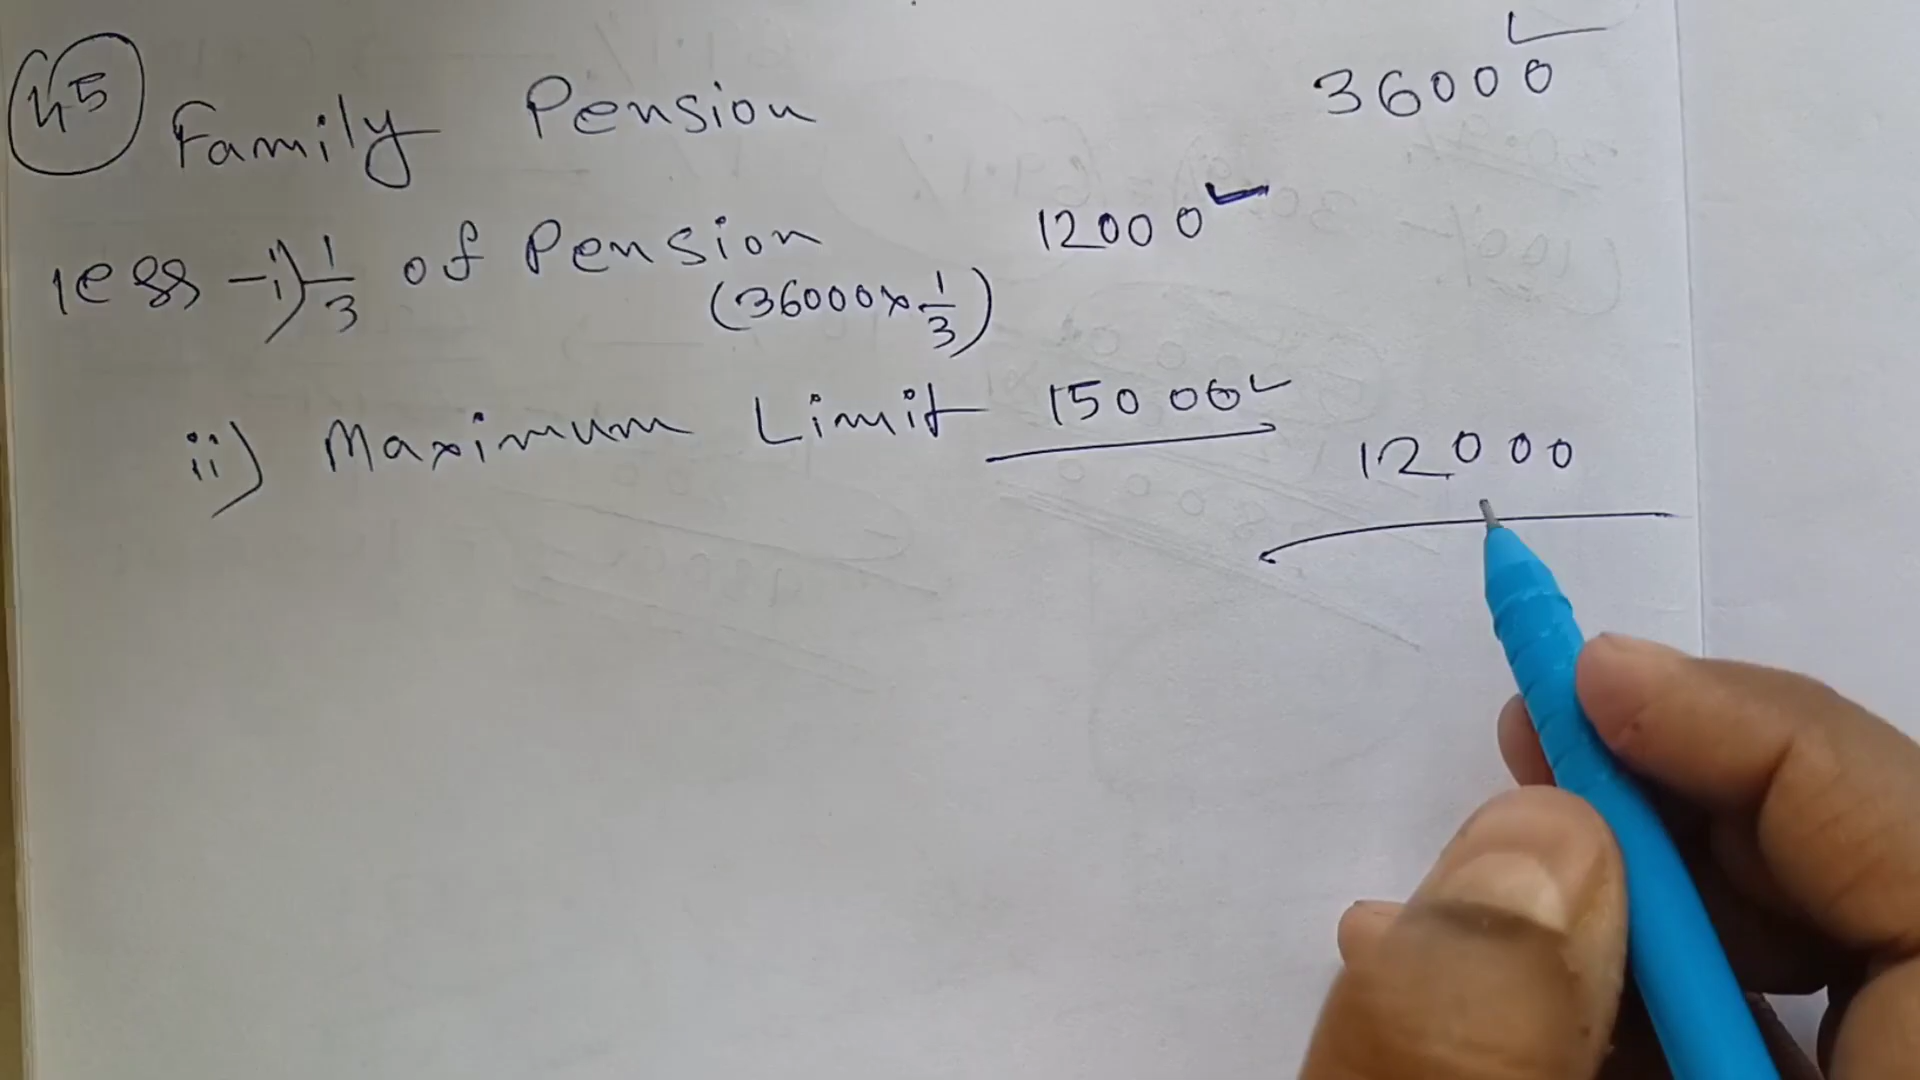 45 Family Pension 36000
less - i) 1/3 of Pension 12000
(36000 x 1/3)
ii) Maximum Limit 15000
12000